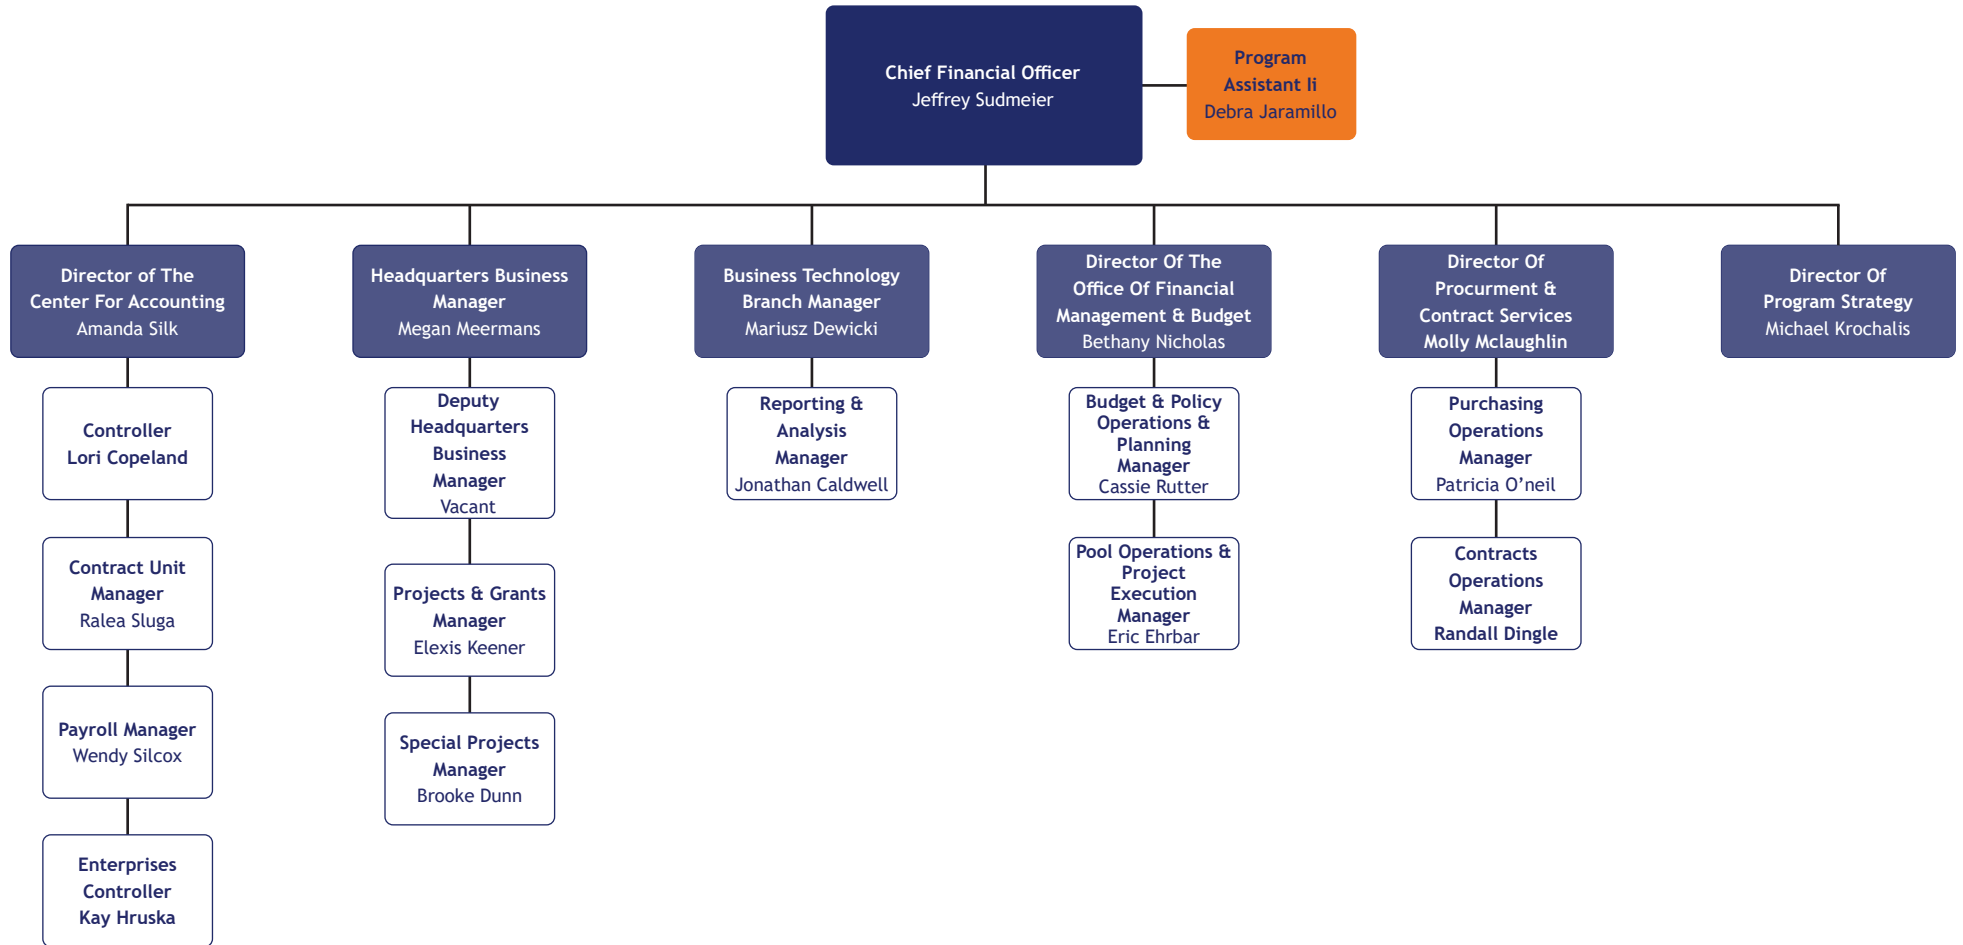 Chief Financial Officer
Jeffrey Sudmeier
Program
Assistant Ii
Debra Jaramillo
Director of The
Center For Accounting
Amanda Silk
Headquarters Business
Manager
Megan Meermans
Business Technology
Branch Manager
Mariusz Dewicki
Director Of The
Office Of Financial
Management & Budget
Bethany Nicholas
Director Of
Procurment &
Contract Services
Molly Mclaughlin
Director Of
Program Strategy
Michael Krochalis
Controller
Lori Copeland
Deputy
Headquarters
Business
Manager
Vacant
Reporting &
Analysis
Manager
Jonathan Caldwell
Budget & Policy
Operations &
Planning
Manager
Cassie Rutter
Purchasing
Operations
Manager
Patricia O’neil
Contract Unit
Manager
Ralea Sluga
Projects & Grants
Manager
Elexis Keener
Pool Operations &
Project
Execution
Manager
Eric Ehrbar
Contracts
Operations
Manager
Randall Dingle
Payroll Manager
Wendy Silcox
Special Projects
Manager
Brooke Dunn
Enterprises
Controller
Kay Hruska